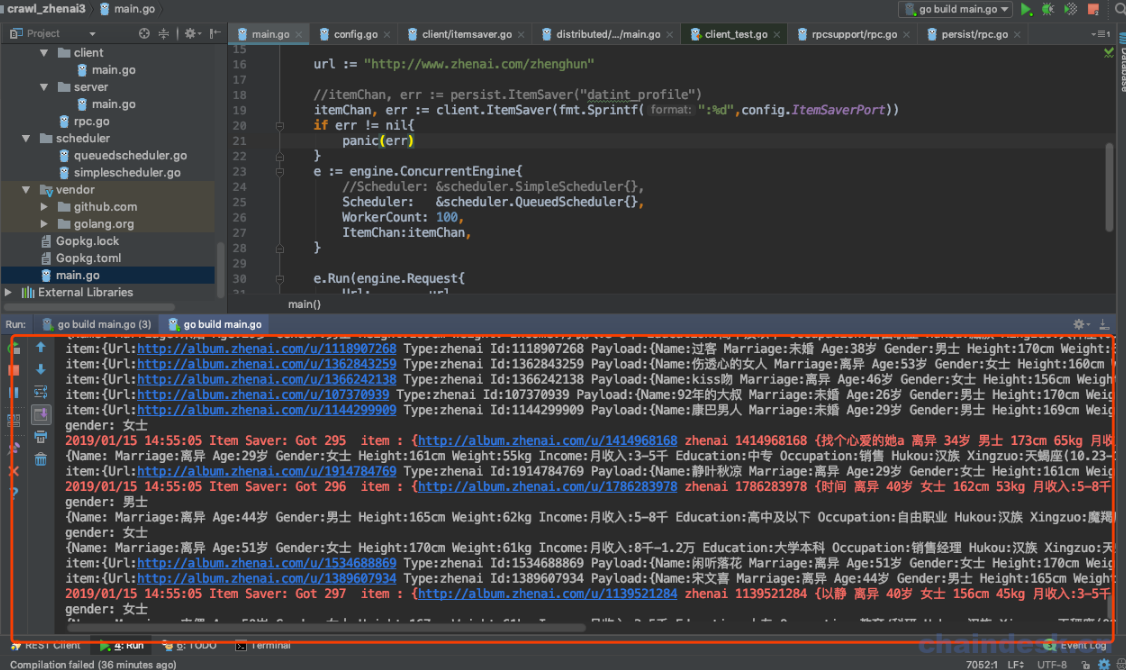 crawl_zhenai3 main.go
go build main.go
Project
main.go config.go client/itemsaver.go distributed/.../main.go client_test.go rpcsupport/rpc.go persist/rpc.go
Database
client
main.go
server
main.go
rpc.go
scheduler
queuedscheduler.go
simplescheduler.go
vendor
github.com
golang.org
Gopkg.lock
Gopkg.toml
main.go
External Libraries
15
16 url := "http://www.zhenai.com/zhenghun"
17
18 //itemChan, err := persist.ItemSaver("datint_profile")
19 itemChan, err := client.ItemSaver(fmt.Sprintf( format: ":%d",config.ItemSaverPort))
20 if err != nil{
21 panic(err)
22 }
23 e := engine.ConcurrentEngine{
24 //Scheduler: &scheduler.SimpleScheduler{},
25 Scheduler: &scheduler.QueuedScheduler{},
26 WorkerCount: 100,
27 ItemChan:itemChan,
28 }
29
30 e.Run(engine.Request{
main()
Run: go build main.go (3) go build main.go
item:{Url:http://album.zhenai.com/u/1118907268 Type:zhenai Id:1118907268 Payload:{Name:过客 Marriage:未婚 Age:38岁 Gender:男士 Height:170cm Weight:
item:{Url:http://album.zhenai.com/u/1362843259 Type:zhenai Id:1362843259 Payload:{Name:伤透心的女人 Marriage:离异 Age:53岁 Gender:女士 Height:160cm
item:{Url:http://album.zhenai.com/u/1366242138 Type:zhenai Id:1366242138 Payload:{Name:kiss吻 Marriage:离异 Age:46岁 Gender:女士 Height:156cm Weight
item:{Url:http://album.zhenai.com/u/107370939 Type:zhenai Id:107370939 Payload:{Name:92年的大叔 Marriage:未婚 Age:26岁 Gender:男士 Height:170cm Weig
item:{Url:http://album.zhenai.com/u/1144299909 Type:zhenai Id:1144299909 Payload:{Name:康巴男人 Marriage:未婚 Age:29岁 Gender:男士 Height:169cm Weig
gender: 女士
2019/01/15 14:55:05 Item Saver: Got 295 item : {http://album.zhenai.com/u/1414968168 zhenai 1414968168 {找个心爱的她a 离异 34岁 男士 173cm 65kg 月收
{Name: Marriage:离异 Age:29岁 Gender:女士 Height:161cm Weight:55kg Income:月收入:3-5千 Education:中专 Occupation:销售 Hukou:汉族 Xingzuo:天蝎座(10.23-
item:{Url:http://album.zhenai.com/u/1914784769 Type:zhenai Id:1914784769 Payload:{Name:静叶秋凉 Marriage:离异 Age:29岁 Gender:女士 Height:161cm Weig
2019/01/15 14:55:05 Item Saver: Got 296 item : {http://album.zhenai.com/u/1786283978 zhenai 1786283978 {时间 离异 40岁 女士 162cm 53kg 月收入:5-8千
gender: 男士
{Name: Marriage:离异 Age:44岁 Gender:男士 Height:165cm Weight:62kg Income:月收入:5-8千 Education:高中及以下 Occupation:自由职业 Hukou:汉族 Xingzuo:魔羯
gender: 女士
{Name: Marriage:离异 Age:51岁 Gender:女士 Height:170cm Weight:61kg Income:月收入:8千-1.2万 Education:大学本科 Occupation:销售经理 Hukou:汉族 Xingzuo:天
item:{Url:http://album.zhenai.com/u/1534688869 Type:zhenai Id:1534688869 Payload:{Name:闲听落花 Marriage:离异 Age:51岁 Gender:女士 Height:170cm Weig
item:{Url:http://album.zhenai.com/u/1389607934 Type:zhenai Id:1389607934 Payload:{Name:宋文喜 Marriage:离异 Age:44岁 Gender:男士 Height:165cm Weight
2019/01/15 14:55:05 Item Saver: Got 297 item : {http://album.zhenai.com/u/1139521284 zhenai 1139521284 {以静 离异 40岁 女士 156cm 45kg 月收入:3-5千
gender: 女士
REST Client 4: Run 6: TODO Terminal Event Log
chaindesk.cn
Compilation failed (36 minutes ago) 7052:1 LF UTF-8